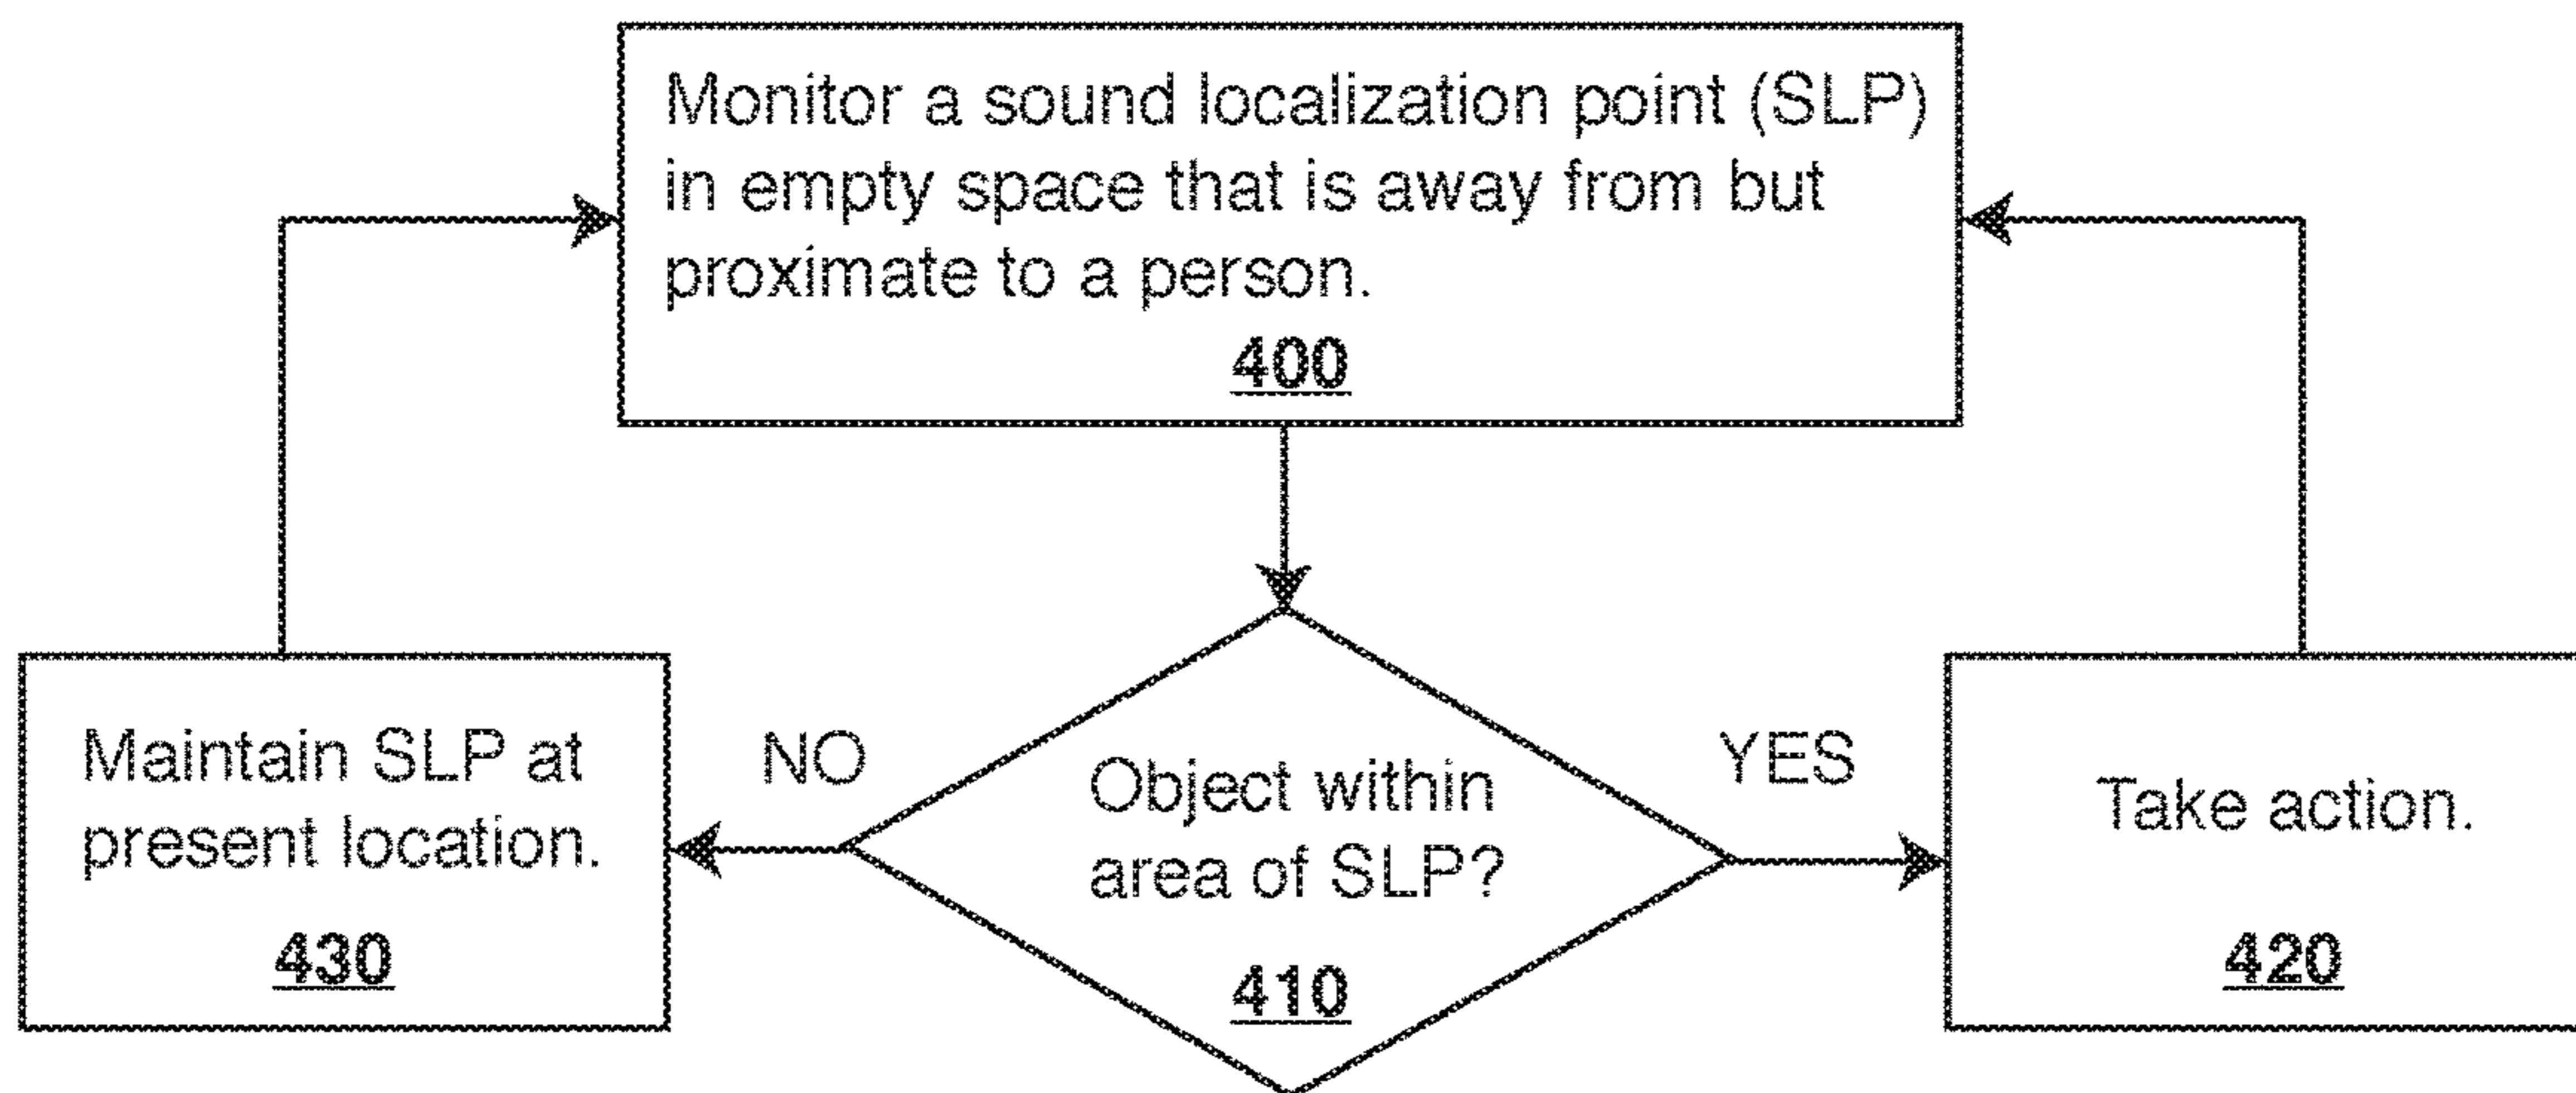 Monitor a sound localization point (SLP)
in empty space that is away from but
proximate to a person.
400
Maintain SLP at
present location.
430
NO
Object within
area of SLP?
410
YES
Take action.
420